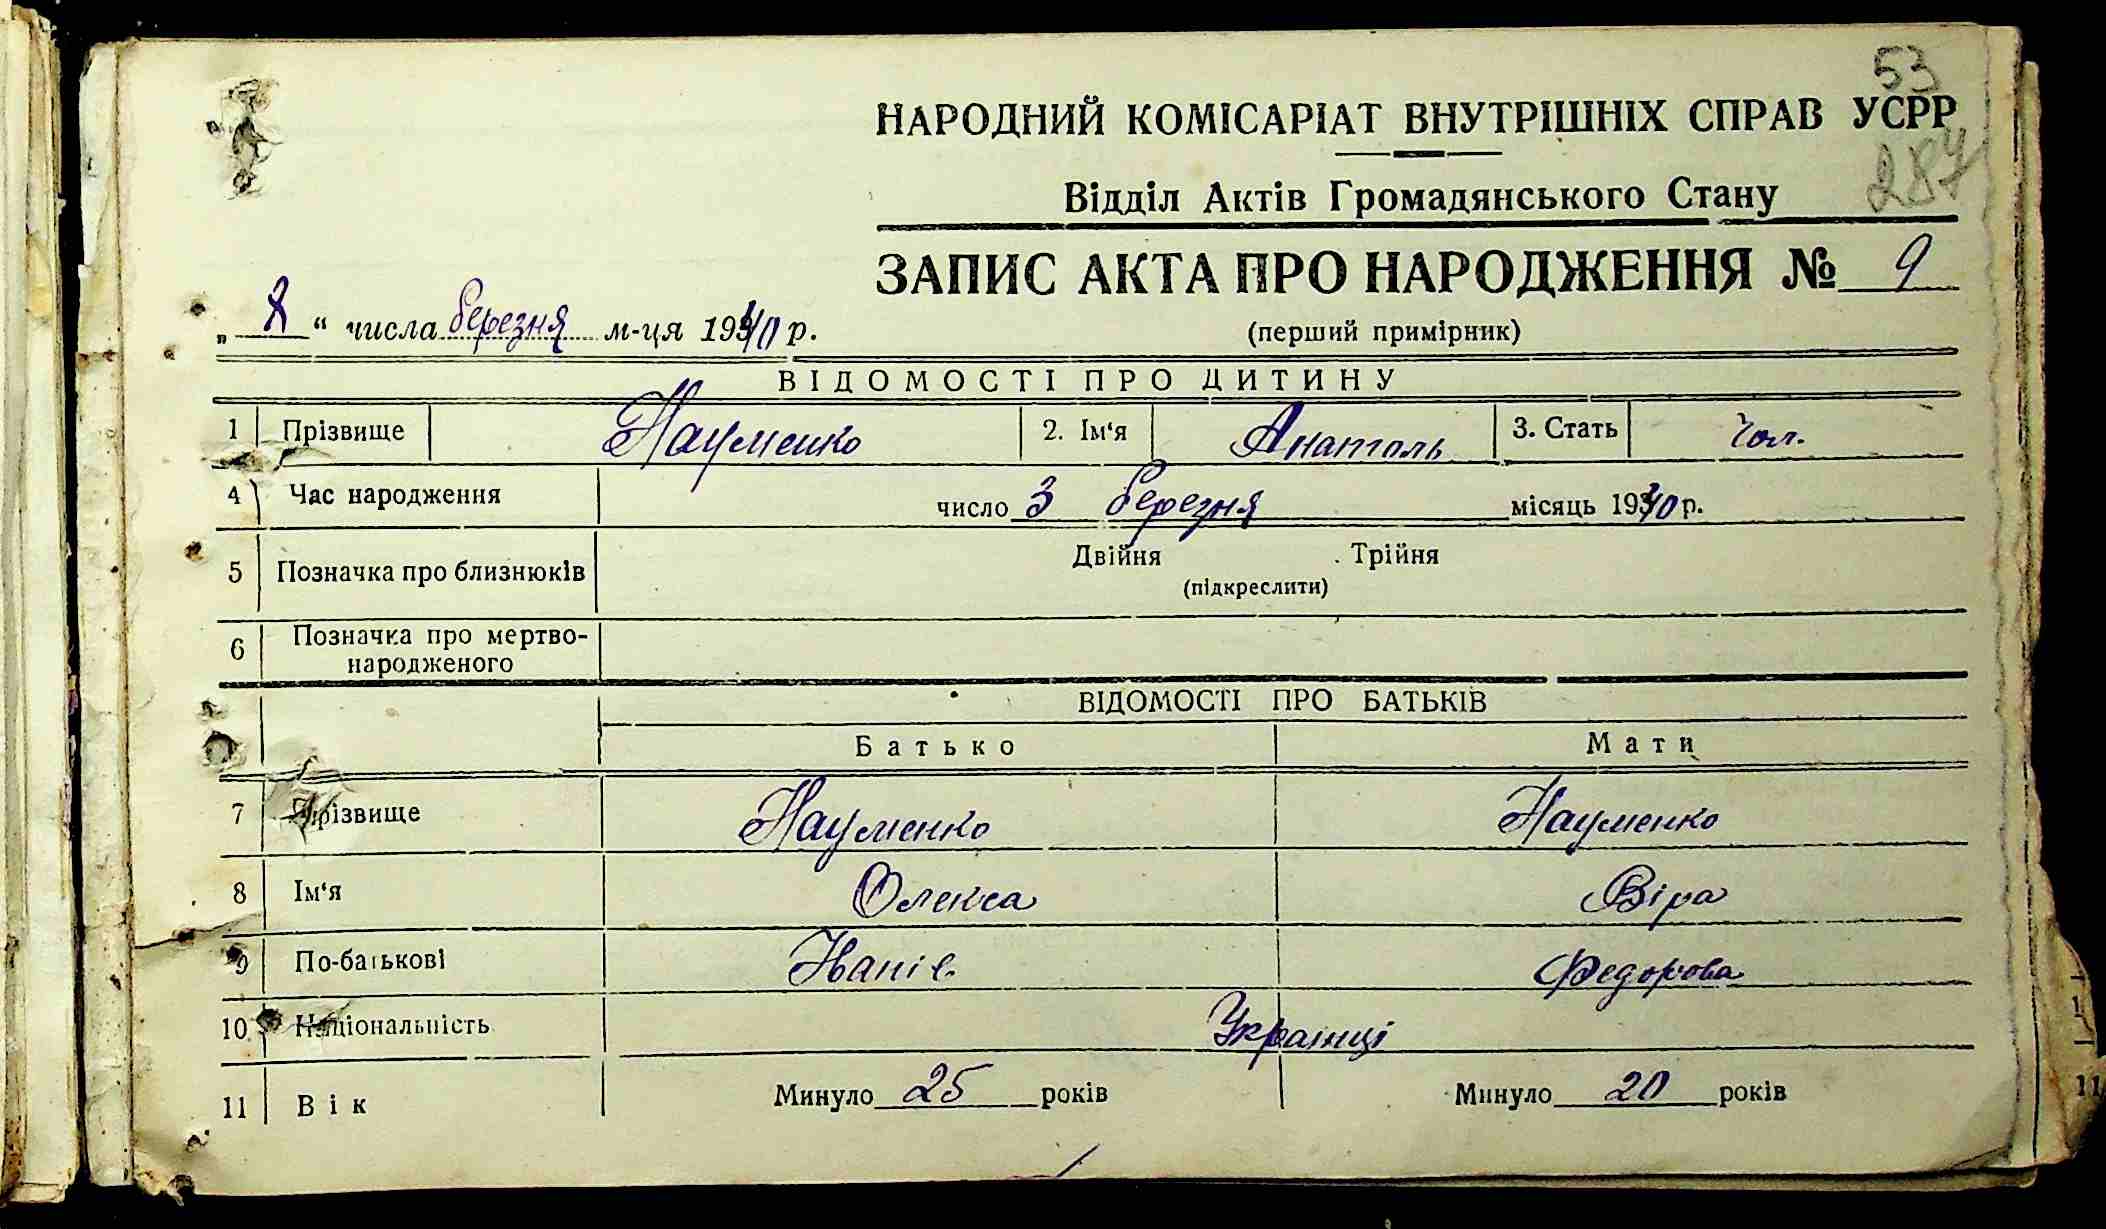 53
НАРОДНИЙ КОМІСАРІАТ ВНУТРІШНІХ СПРАВ УСРР
287
Відділ Актів Громадянського Стану
ЗАПИС АКТА ПРО НАРОДЖЕННЯ № 9
„ 8 “ числа березня м-ця 1940 р.
(перший примірник)
ВІДОМОСТІ ПРО ДИТИНУ
1 Прізвище Науменко 2. Ім‘я Анатоль 3. Стать Чол.
4 Час народження число 3 березня місяць 1940 р.
5 Позначка про близнюків Двійня Трійня
(підкреслити)
6 Позначка про мертво-
народженого
ВІДОМОСТІ ПРО БАТЬКІВ
Батько Мати
7 Прізвище Науменко Науменко
8 Ім‘я Олекса Віра
9 По-батькові Іванів Федорова
10 Національність Українці
11 Вік Минуло 25 років Минуло 20 років
11